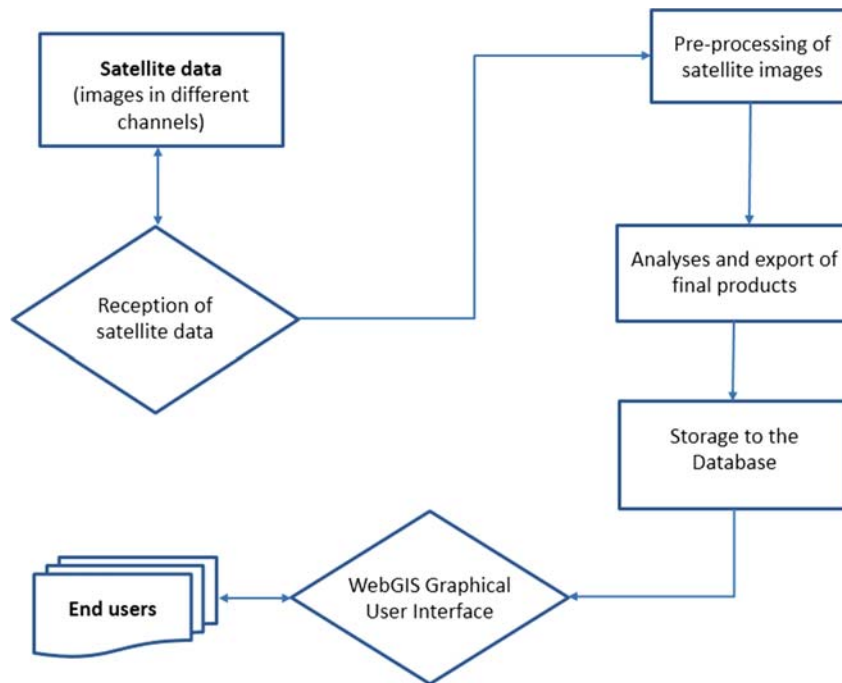 Satellite data
(images in different
channels)
Reception of
satellite data
Pre-processing of
satellite images
Analyses and export of
final products
Storage to the
Database
WebGIS Graphical
User Interface
End users